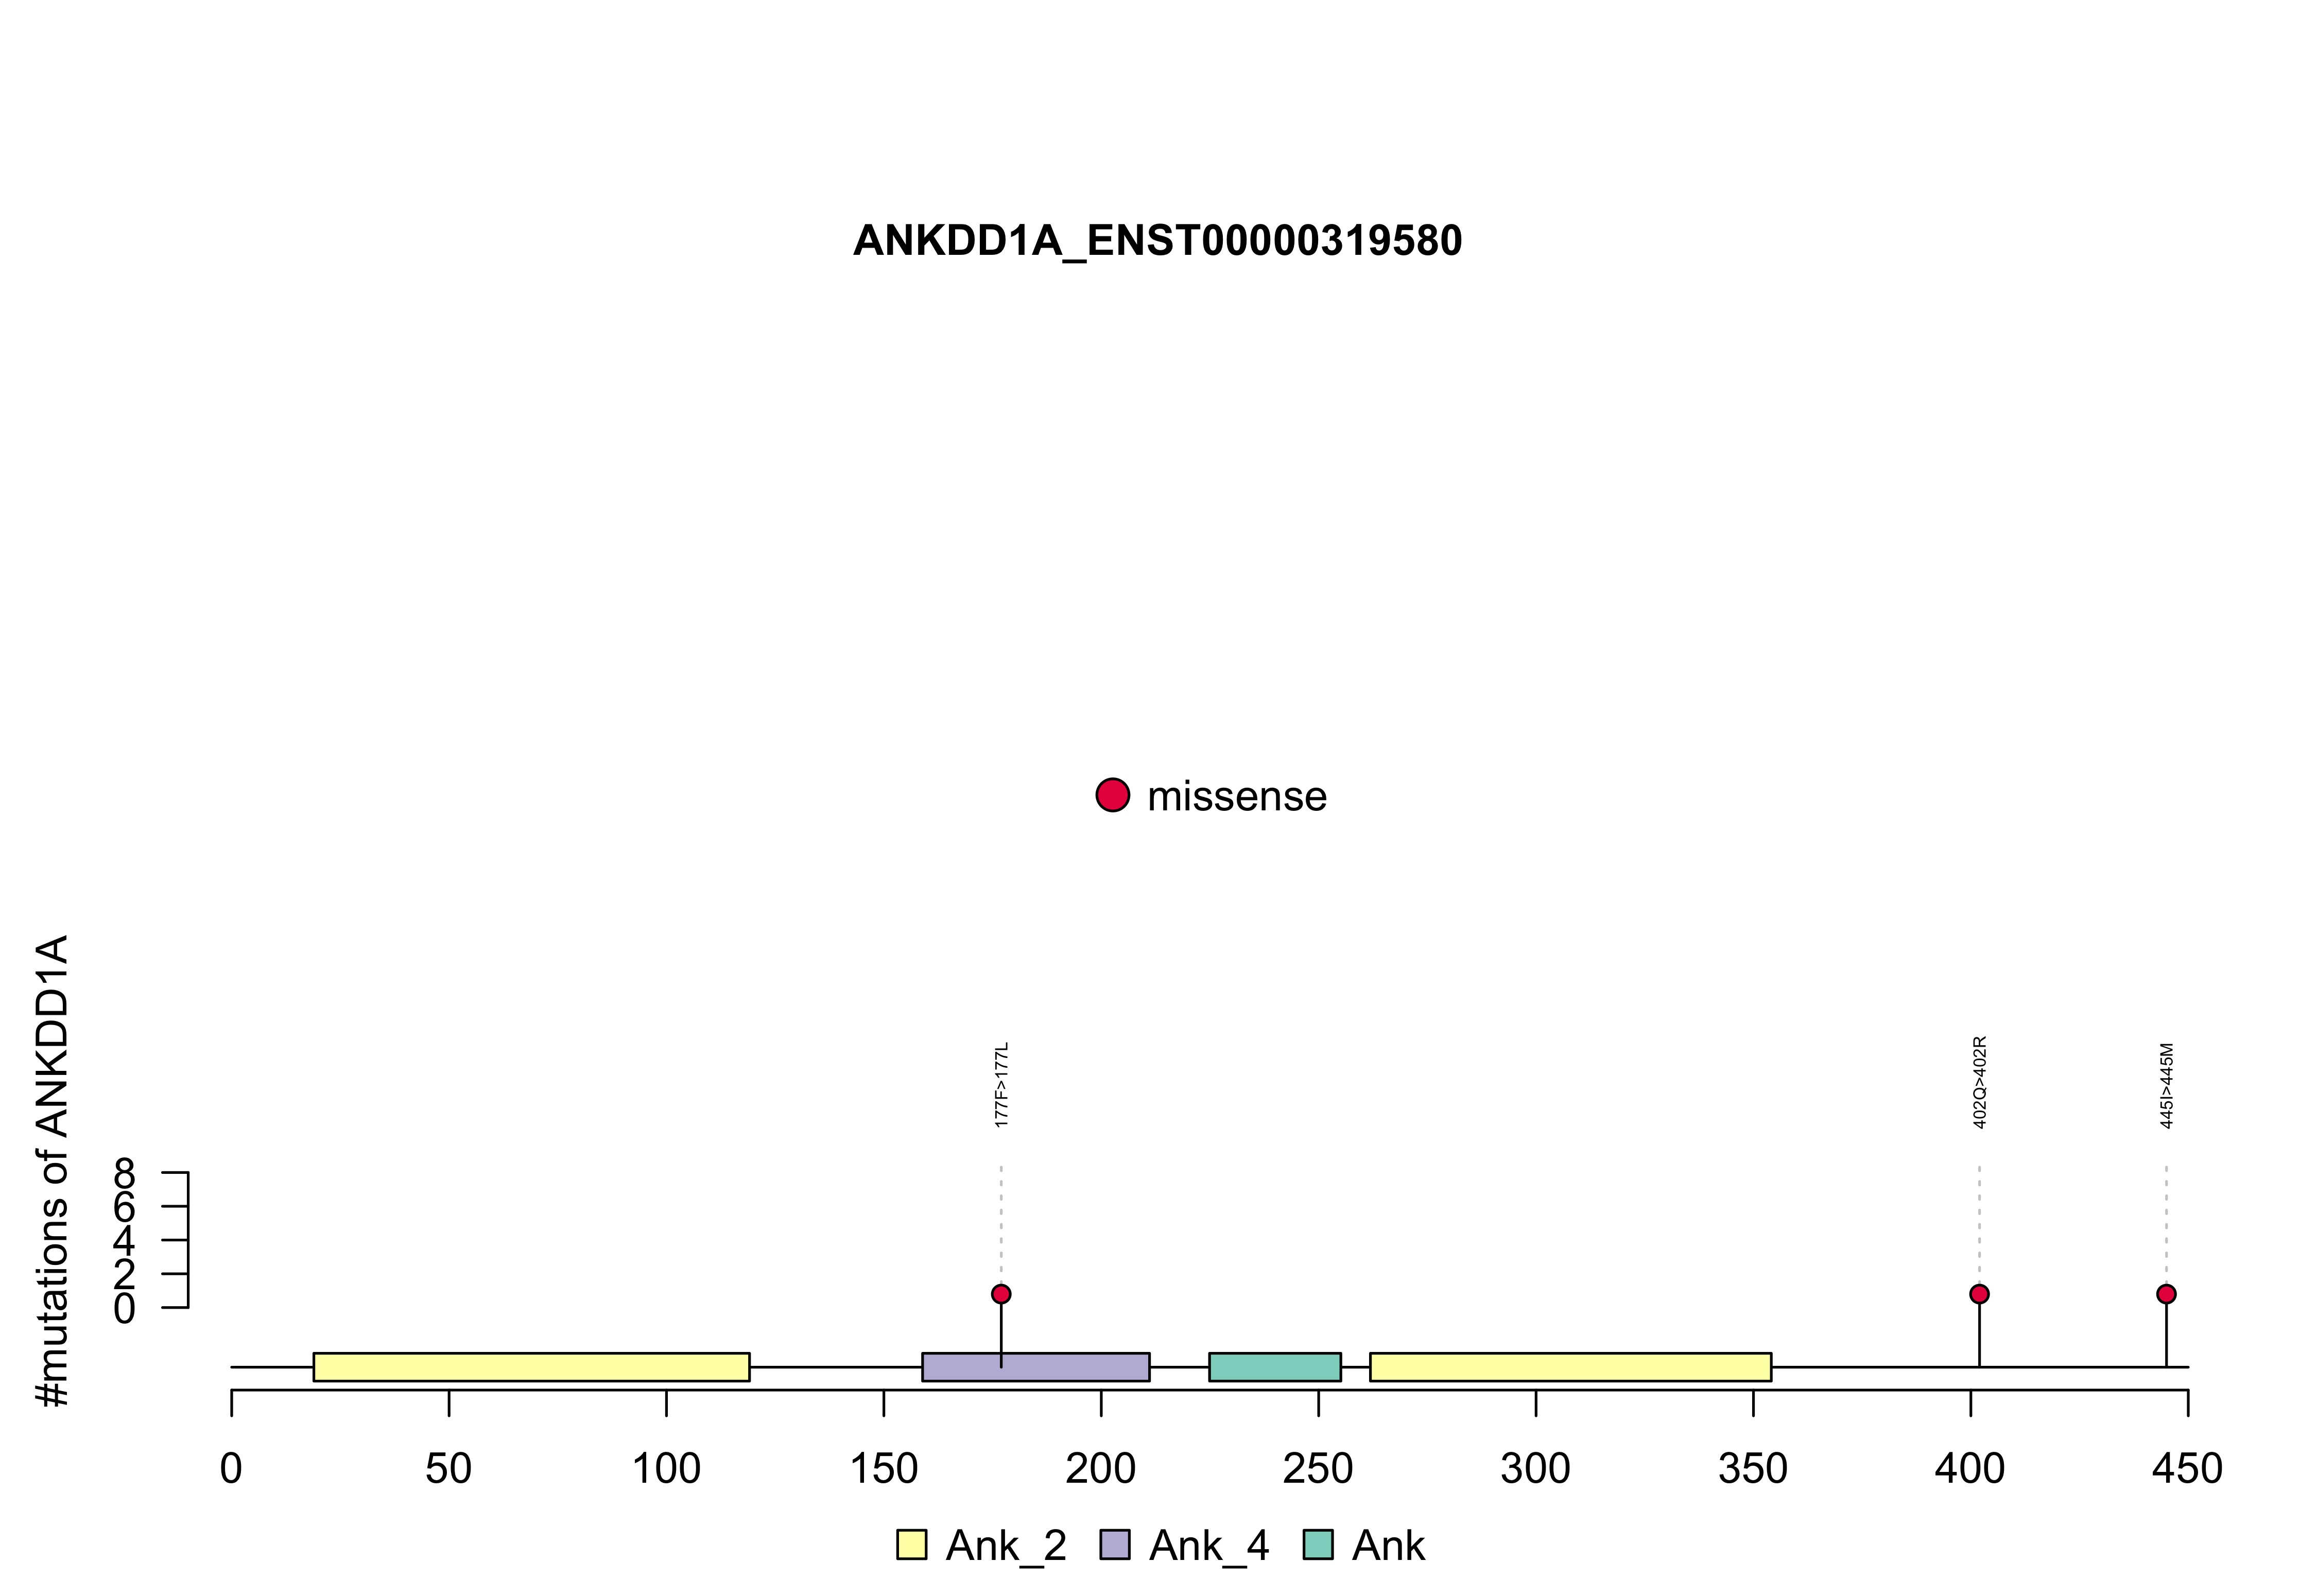 ANKDD1A_ENST00000319580
missense
#mutations of ANKDD1A
177F>177L
402Q>402R
445I>445M
8
6
4
2
0
0 50 100 150 200 250 300 350 400 450
Ank_2 Ank_4 Ank